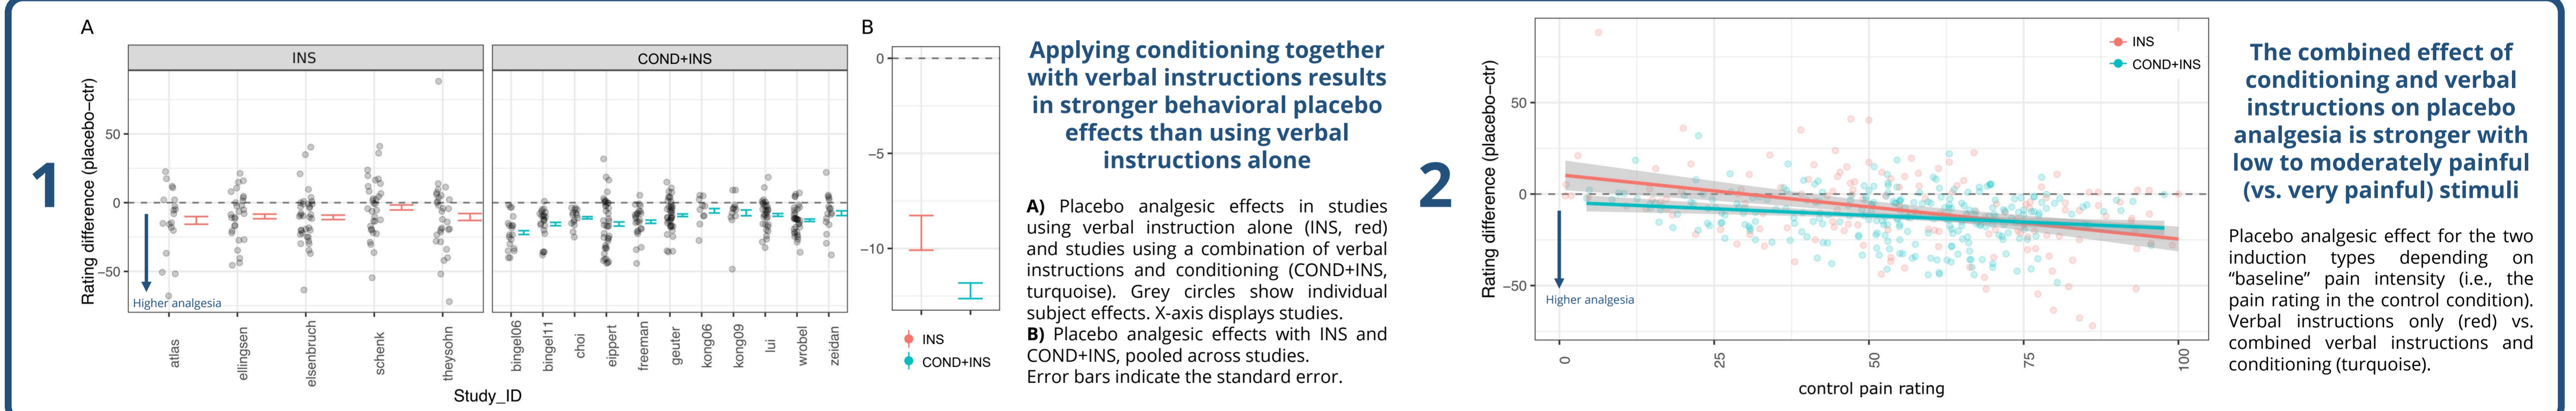 1
A
INS
COND+INS
Rating difference (placebo−ctr)
50
0
−50
Higher analgesia
atlas
ellingsen
elsenbruch
schenk
theysohn
bingel06
bingel11
choi
eippert
freeman
geuter
kong06
kong09
lui
wrobel
zeidan
Study_ID
B
0
−5
−10
INS
COND+INS
Applying conditioning together
with verbal instructions results
in stronger behavioral placebo
effects than using verbal
instructions alone
A) Placebo analgesic effects in studies
using verbal instruction alone (INS, red)
and studies using a combination of verbal
instructions and conditioning (COND+INS,
turquoise). Grey circles show individual
subject effects. X-axis displays studies.
B) Placebo analgesic effects with INS and
COND+INS, pooled across studies.
Error bars indicate the standard error.
2
Rating difference (placebo−ctr)
50
0
−50
Higher analgesia
INS
COND+INS
0
25
50
75
100
control pain rating
The combined effect of
conditioning and verbal
instructions on placebo
analgesia is stronger with
low to moderately painful
(vs. very painful) stimuli
Placebo analgesic effect for the two
induction types depending on
“baseline” pain intensity (i.e., the
pain rating in the control condition).
Verbal instructions only (red) vs.
combined verbal instructions and
conditioning (turquoise).